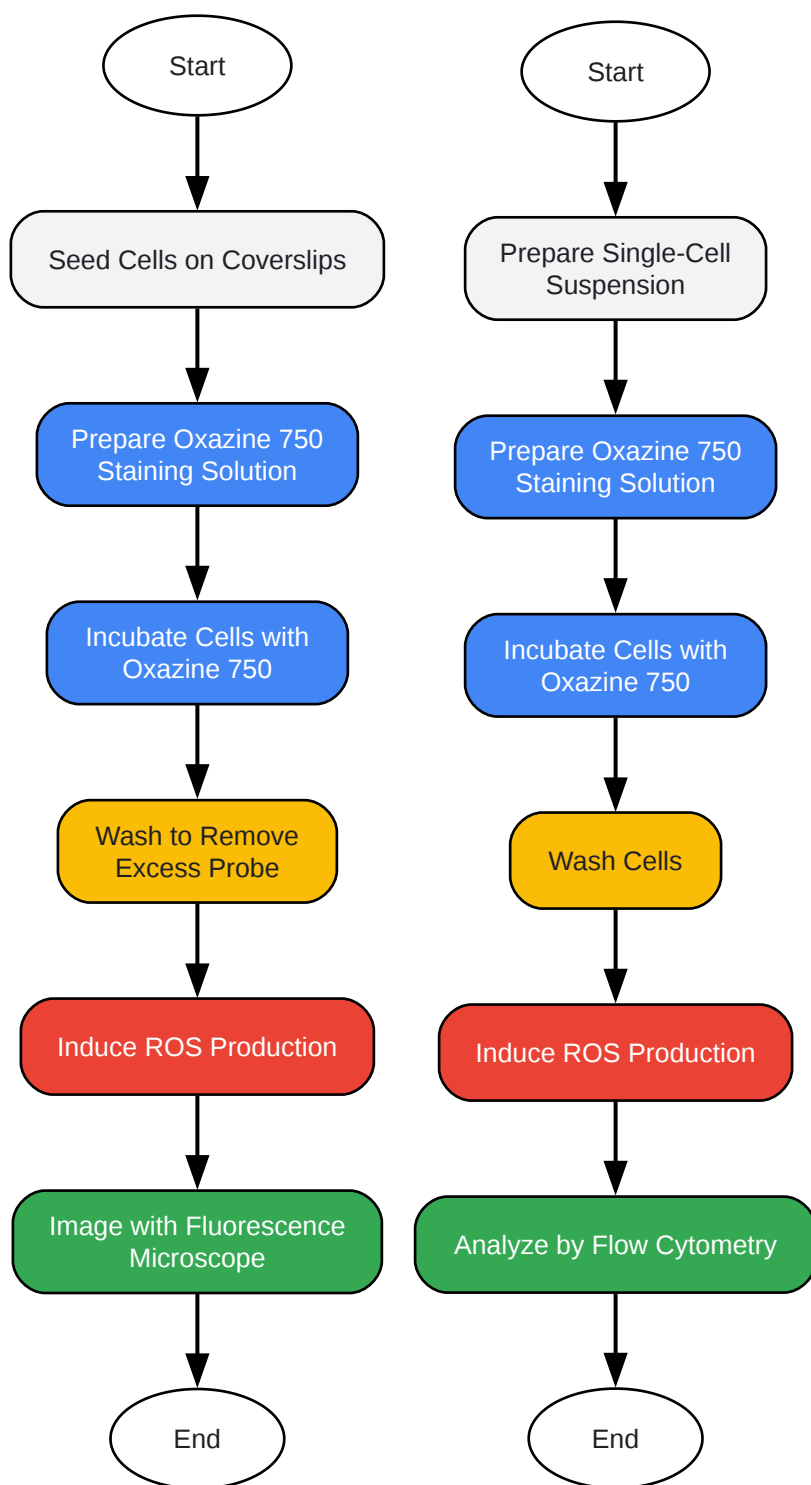 Start
Seed Cells on Coverslips
Prepare Oxazine 750
Staining Solution
Incubate Cells with
Oxazine 750
Wash to Remove
Excess Probe
Induce ROS Production
Image with Fluorescence
Microscope
End
Start
Prepare Single-Cell
Suspension
Prepare Oxazine 750
Staining Solution
Incubate Cells with
Oxazine 750
Wash Cells
Induce ROS Production
Analyze by Flow Cytometry
End